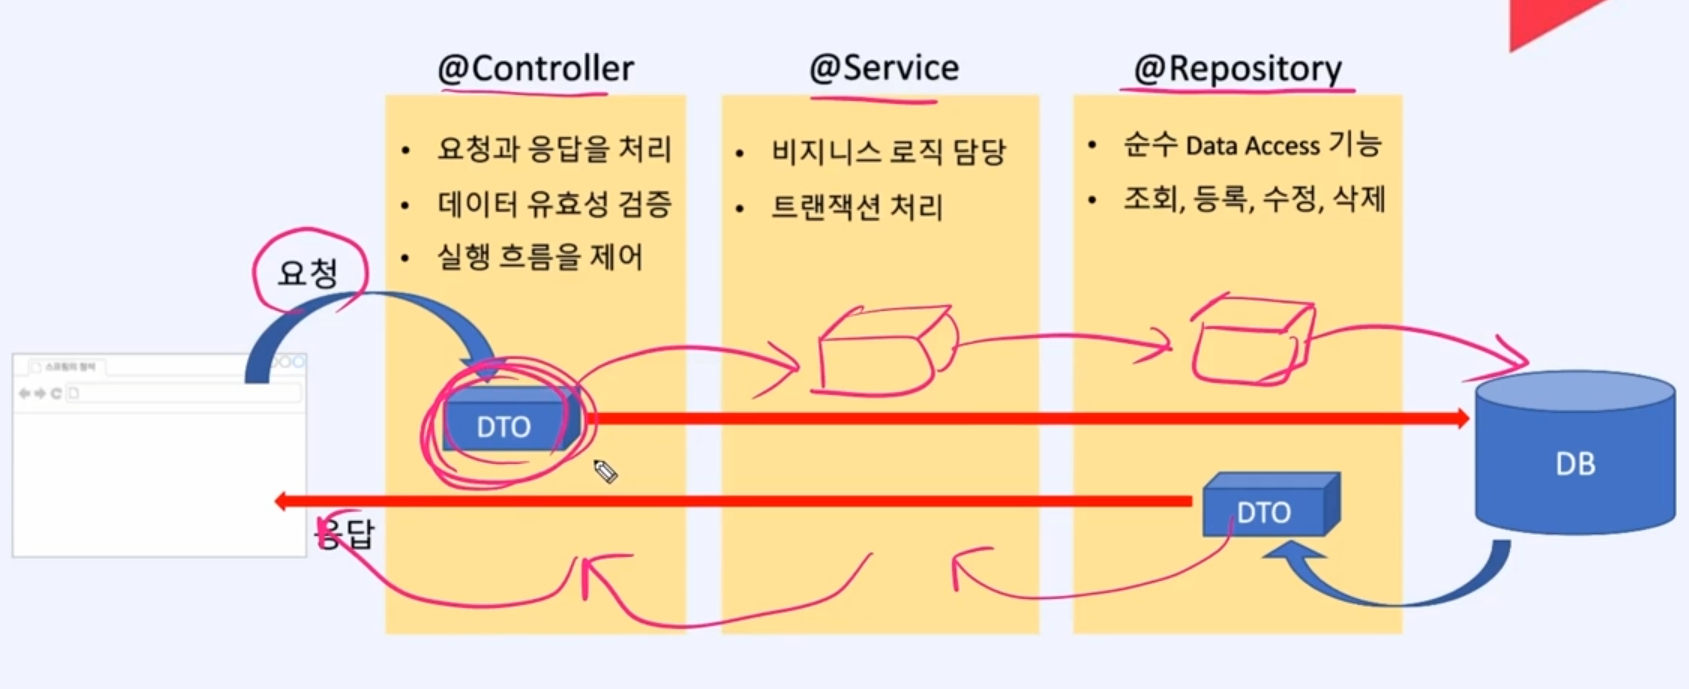 @Controller
@Service
@Repository
• 요청과 응답을 처리
• 데이터 유효성 검증
• 실행 흐름을 제어
• 비지니스 로직 담당
• 트랜잭션 처리
• 순수 Data Access 기능
• 조회, 등록, 수정, 삭제
요청
DTO
DB
DTO
응답